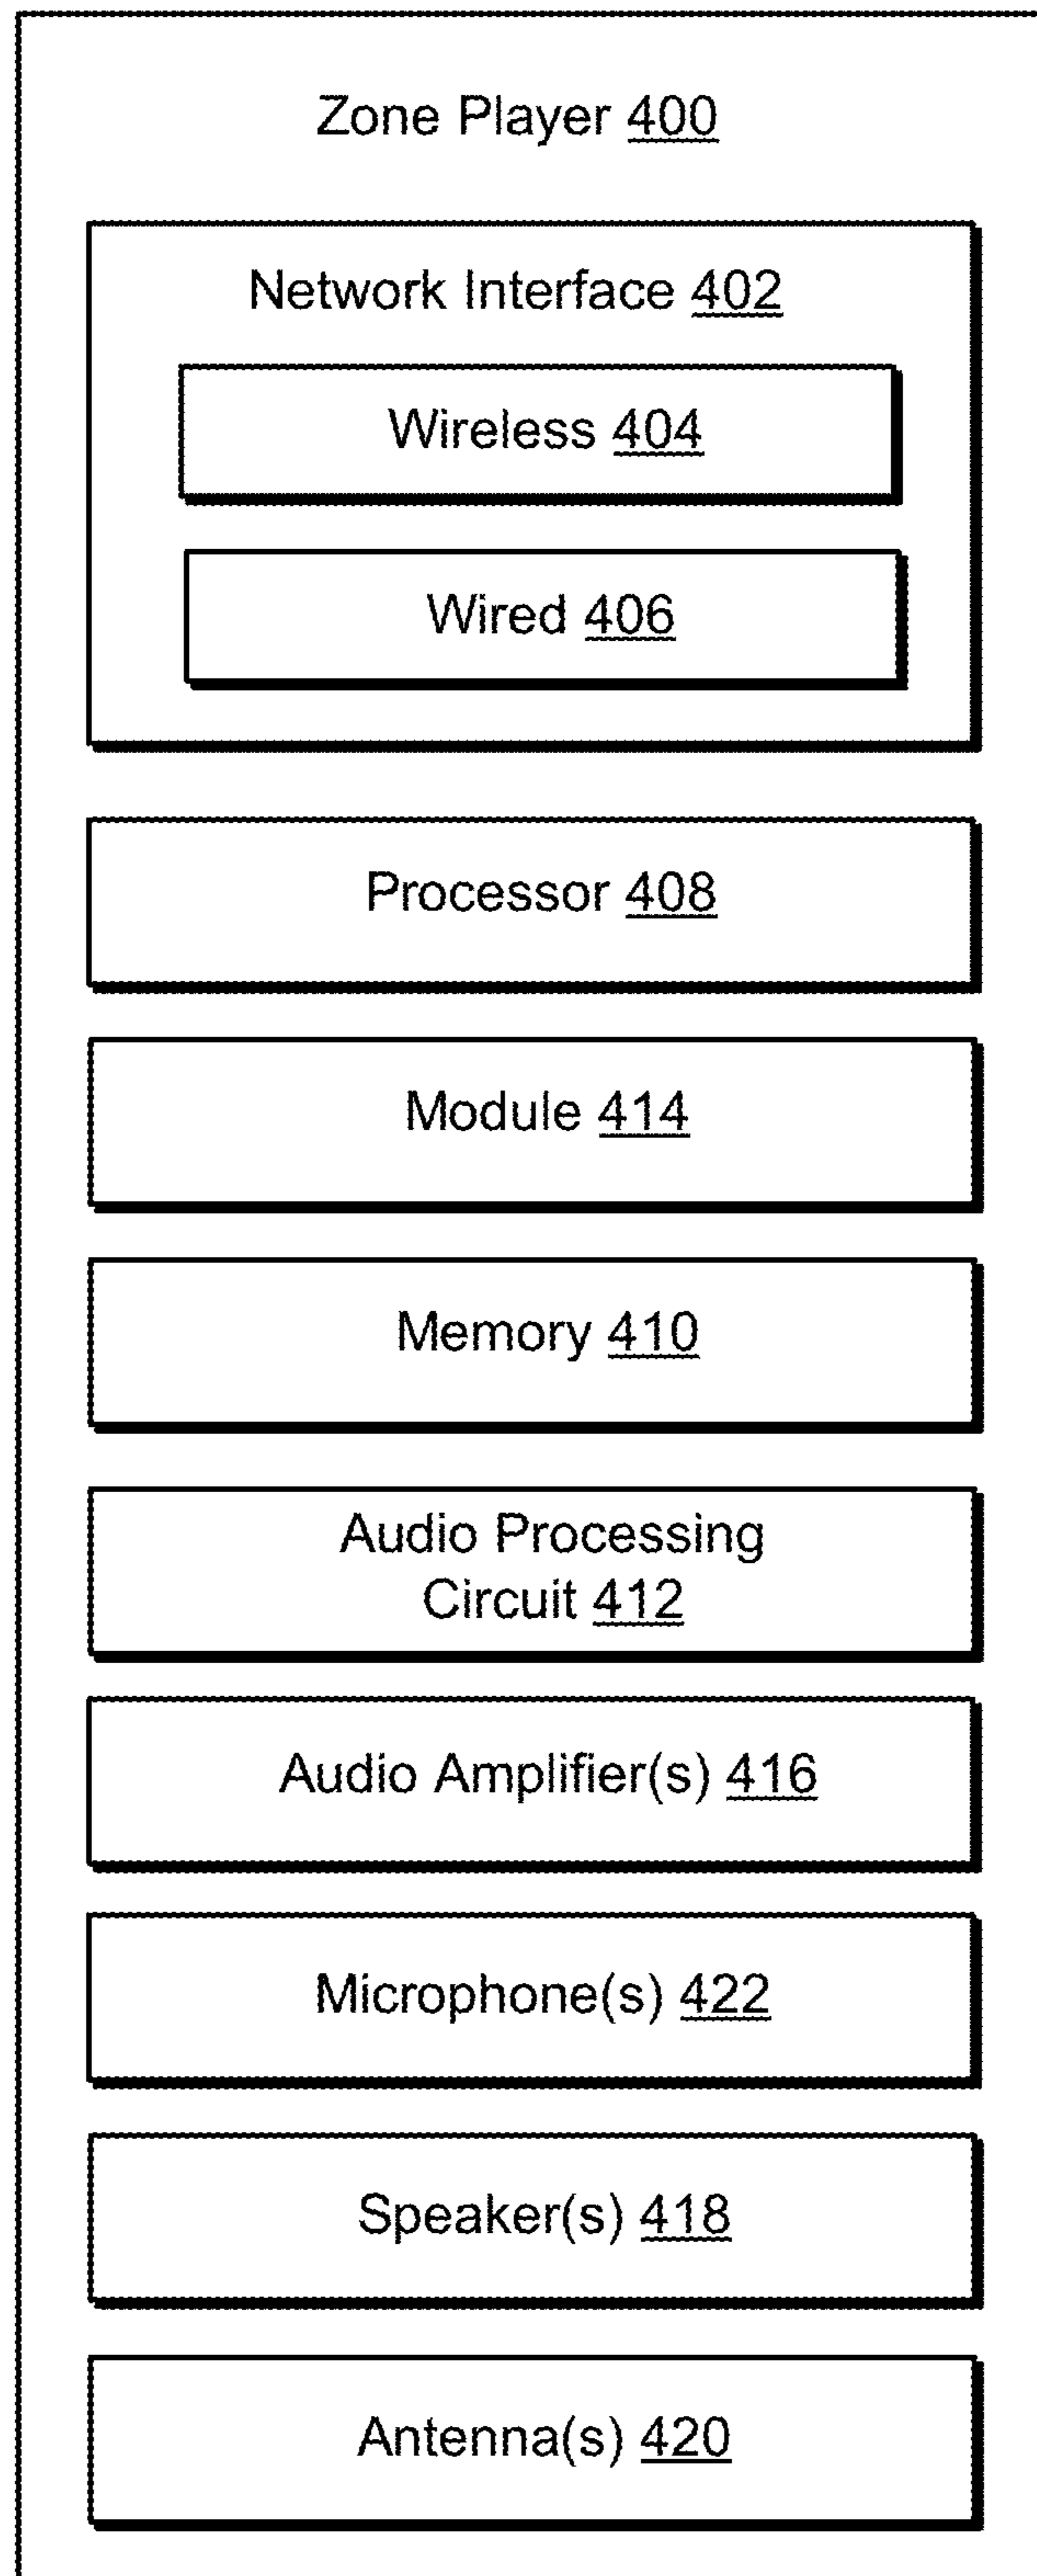 Zone Player 400
Network Interface 402
Wireless 404
Wired 406
Processor 408
Module 414
Memory 410
Audio Processing
Circuit 412
Audio Amplifier(s) 416
Microphone(s) 422
Speaker(s) 418
Antenna(s) 420